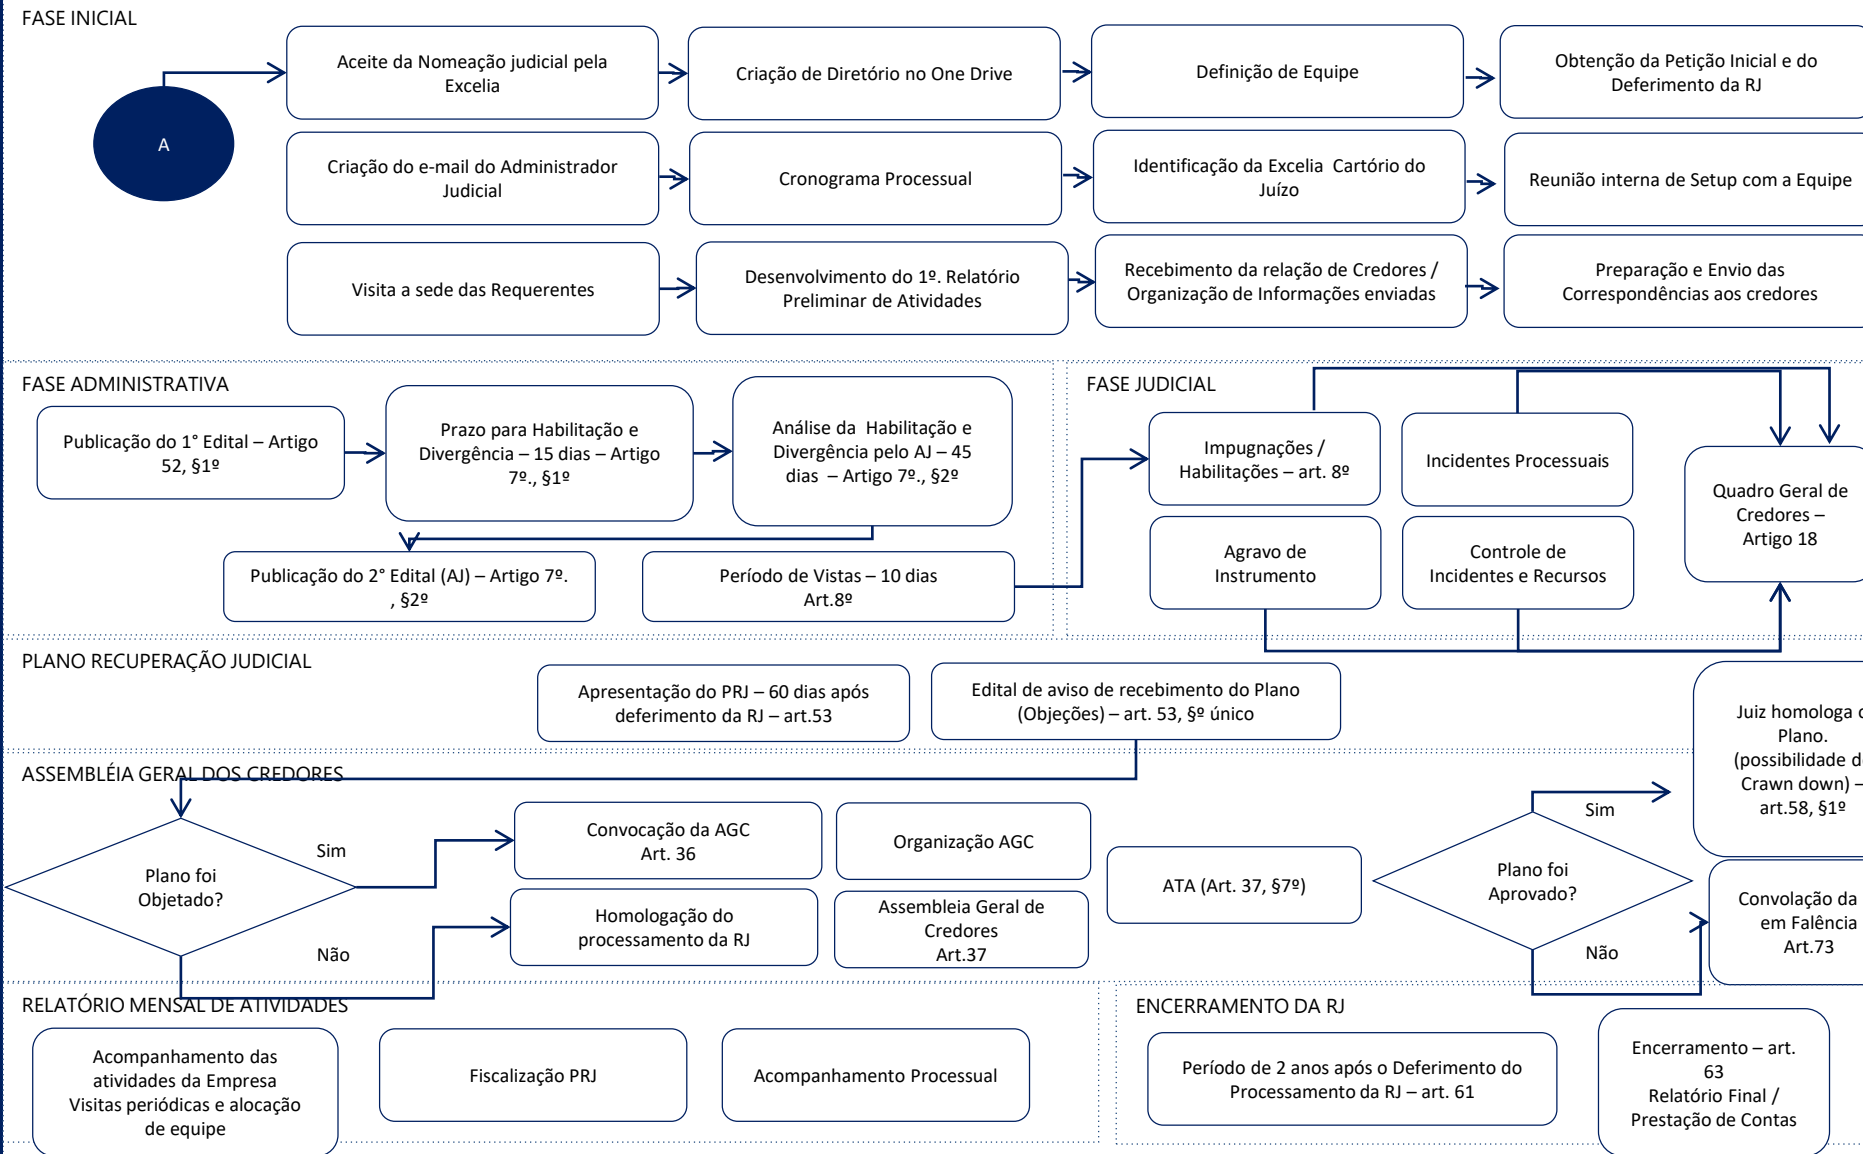 FASE INICIAL
A
Aceite da Nomeação judicial pela
Excelia
Criação de Diretório no One Drive
Definição de Equipe
Obtenção da Petição Inicial e do
Deferimento da RJ
Criação do e-mail do Administrador
Judicial
Cronograma Processual
Identificação da Excelia  Cartório do
Juízo
Reunião interna de Setup com a Equipe
Visita a sede das Requerentes
Desenvolvimento do 1º. Relatório
Preliminar de Atividades
Recebimento da relação de Credores /
Organização de Informações enviadas
Preparação e Envio das
Correspondências aos credores
FASE ADMINISTRATIVA
Publicação do 1° Edital – Artigo
52, §1º
Prazo para Habilitação e
Divergência – 15 dias – Artigo
7º., §1º
Análise da  Habilitação e
Divergência pelo AJ – 45
dias  – Artigo 7º., §2º
Publicação do 2° Edital (AJ) – Artigo 7º.
, §2º
Período de Vistas – 10 dias
Art.8º
FASE JUDICIAL
Impugnações /
Habilitações – art. 8º
Incidentes Processuais
Agravo de
Instrumento
Controle de
Incidentes e Recursos
Quadro Geral de
Credores –
Artigo 18
PLANO RECUPERAÇÃO JUDICIAL
Apresentação do PRJ – 60 dias após
deferimento da RJ – art.53
Edital de aviso de recebimento do Plano
(Objeções) – art. 53, §º único
Juiz homologa
Plano.
(possibilidade
Crawn down) –
art.58, §1º
ASSEMBLÉIA GERAL DOS CREDORES
Plano foi
Objetado?
Sim
Não
Convocação da AGC
Art. 36
Organização AGC
Homologação do
processamento da RJ
Assembleia Geral de
Credores
Art.37
ATA (Art. 37, §7º)
Plano foi
Aprovado?
Sim
Não
Convolação da
em Falência
Art.73
RELATÓRIO MENSAL DE ATIVIDADES
Acompanhamento das
atividades da Empresa
Visitas periódicas e alocação
de equipe
Fiscalização PRJ
Acompanhamento Processual
ENCERRAMENTO DA RJ
Período de 2 anos após o Deferimento do
Processamento da RJ – art. 61
Encerramento – art.
63
Relatório Final /
Prestação de Contas